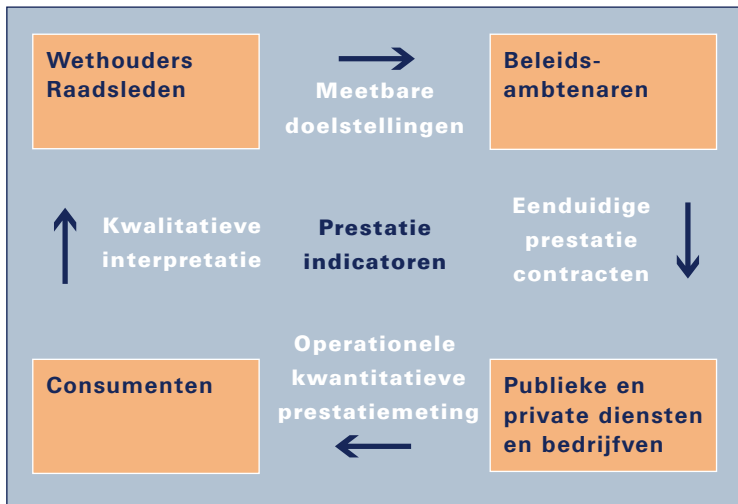 Wethouders
Raadsleden
Meetbare
doelstellingen
Beleids-
ambtenaren
Kwalitatieve
interpretatie
Prestatie
indicatoren
Eenduidige
prestatie
contracten
Consumenten
Operationele
kwantitatieve
prestatiemeting
Publieke en
private diensten
en bedrijfven